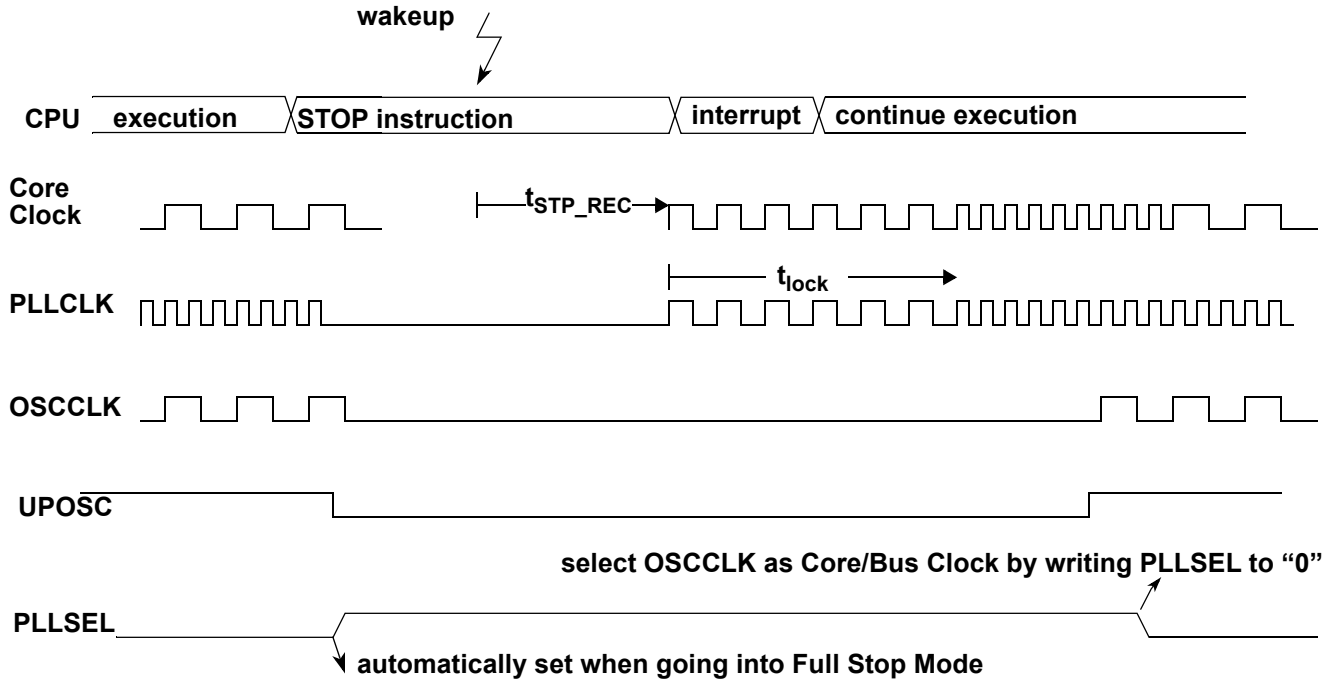 wakeup
CPU execution STOP instruction interrupt continue execution
Core
Clock
tSTP_REC
PLLCLK
tlock
OSCCLK
UPOSC
select OSCCLK as Core/Bus Clock by writing PLLSEL to “0”
PLLSEL
automatically set when going into Full Stop Mode